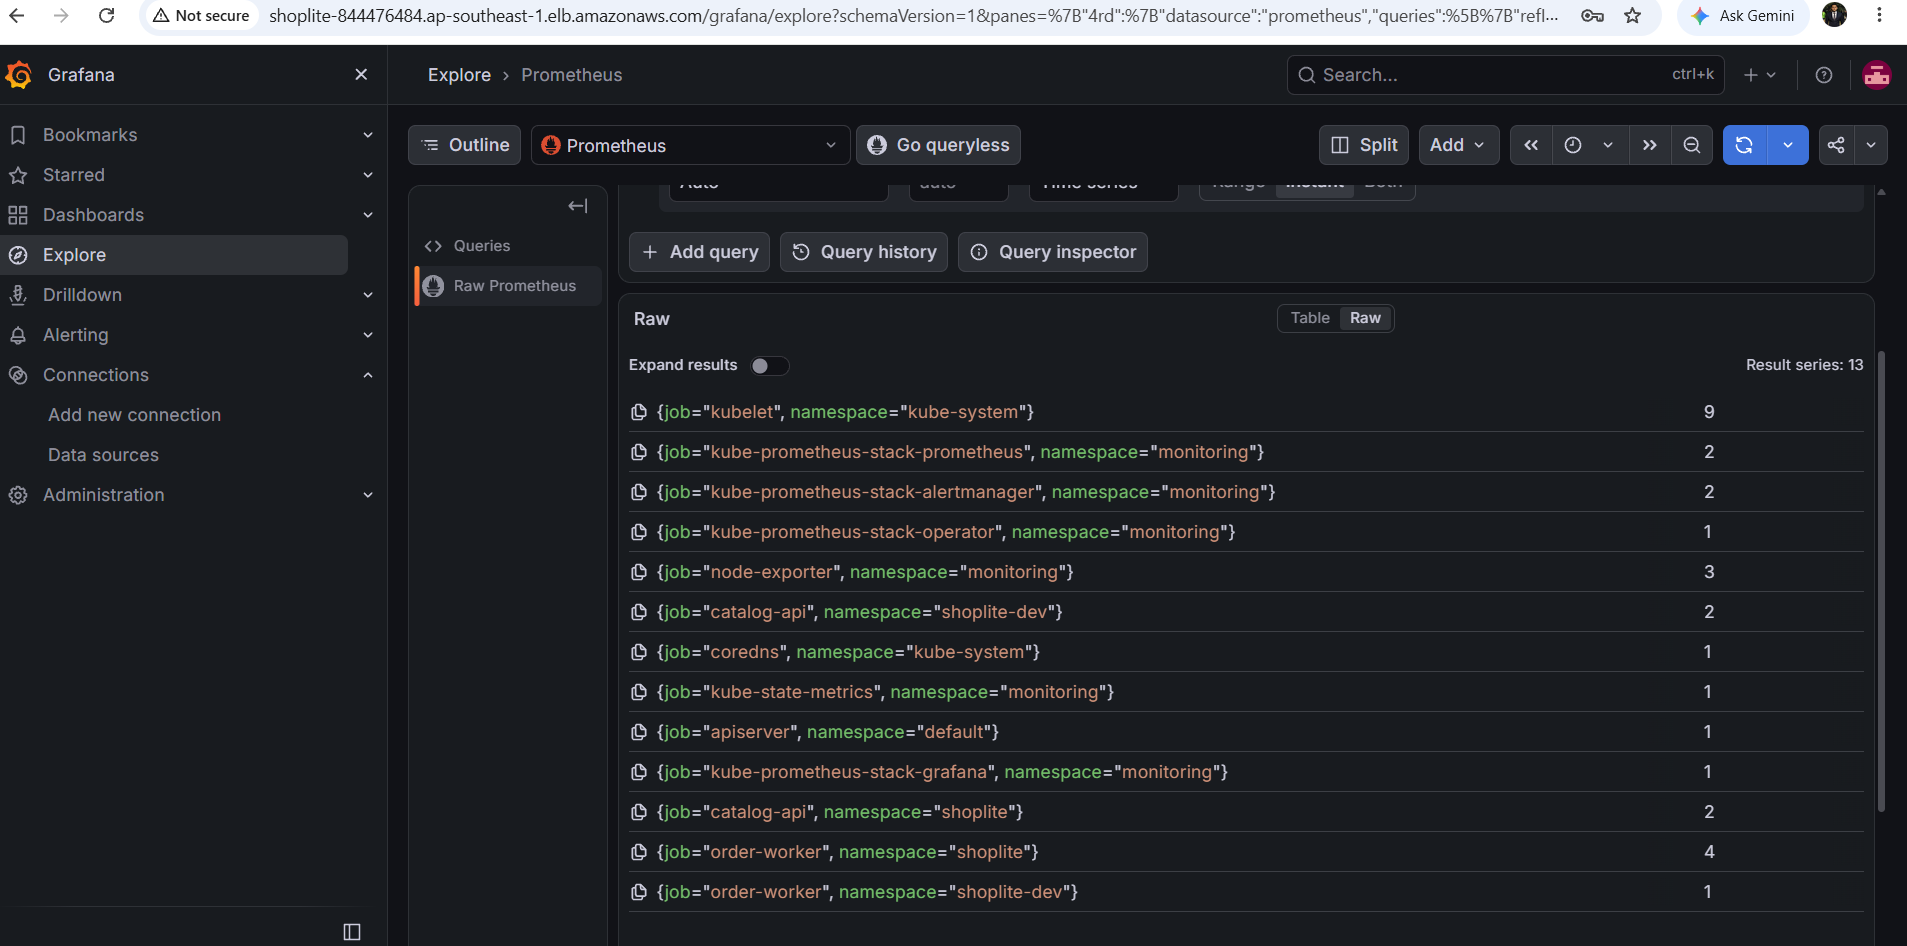 Not secure
shoplite-844476484.ap-southeast-1.elb.amazonaws.com/grafana/explore?schemaVersion=1&panes=%7B"4rd":%7B"datasource":"prometheus","queries":%5B%7B"refI...
Ask Gemini
Grafana
Explore › Prometheus
Search...
ctrl+k
Bookmarks
Starred
Dashboards
Explore
Drilldown
Alerting
Connections
Add new connection
Data sources
Administration
Outline
Prometheus
Go queryless
Split
Add
Queries
Raw Prometheus
Auto
auto
Time series
Range
Instant
Both
Add query
Query history
Query inspector
Raw
Table
Raw
Expand results
Result series: 13
{job="kubelet", namespace="kube-system"} 9
{job="kube-prometheus-stack-prometheus", namespace="monitoring"} 2
{job="kube-prometheus-stack-alertmanager", namespace="monitoring"} 2
{job="kube-prometheus-stack-operator", namespace="monitoring"} 1
{job="node-exporter", namespace="monitoring"} 3
{job="catalog-api", namespace="shoplite-dev"} 2
{job="coredns", namespace="kube-system"} 1
{job="kube-state-metrics", namespace="monitoring"} 1
{job="apiserver", namespace="default"} 1
{job="kube-prometheus-stack-grafana", namespace="monitoring"} 1
{job="catalog-api", namespace="shoplite"} 2
{job="order-worker", namespace="shoplite"} 4
{job="order-worker", namespace="shoplite-dev"} 1